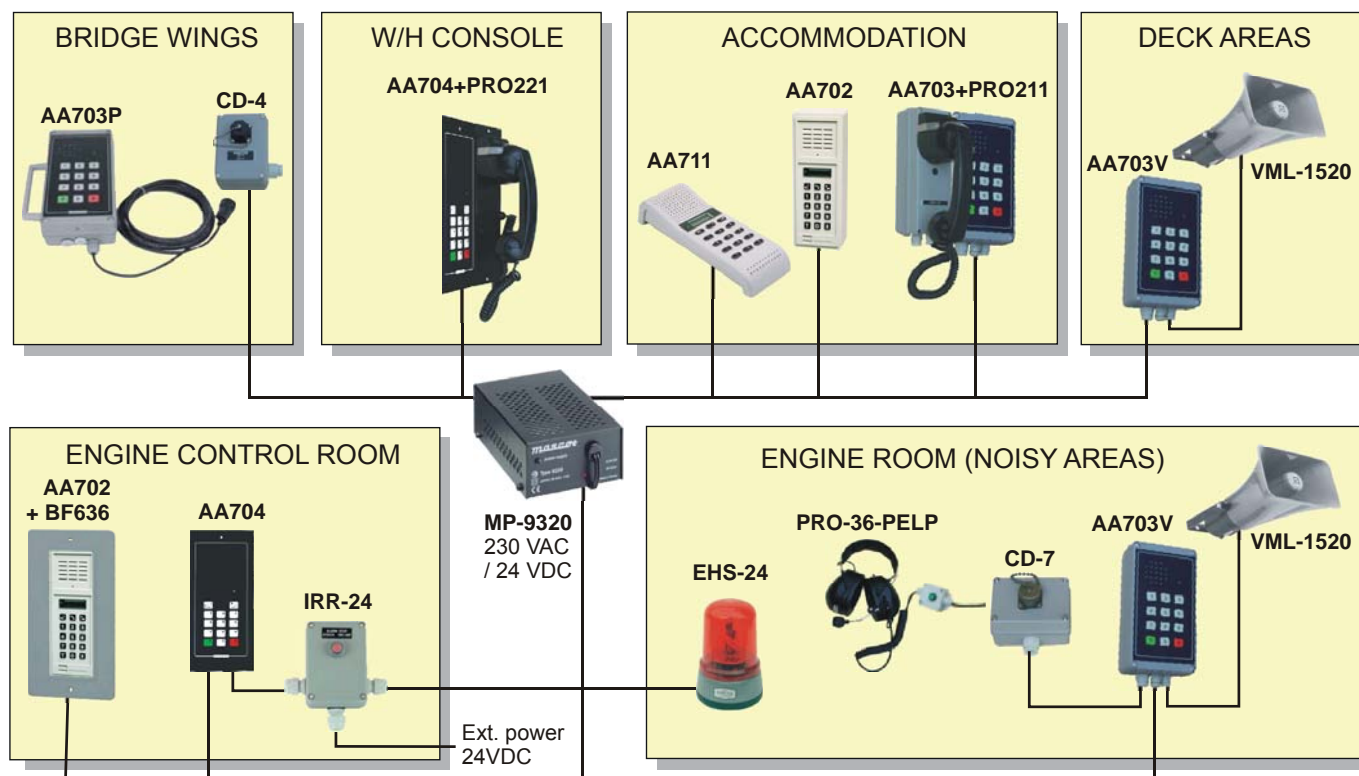 BRIDGE WINGS
AA703P
CD-4
W/H CONSOLE
AA704+PRO221
ACCOMMODATION
AA711
AA702
AA703+PRO211
DECK AREAS
AA703V
VML-1520
mascot
MP-9320
230 VAC
/ 24 VDC
ENGINE CONTROL ROOM
AA702
+ BF636
AA704
IRR-24
Ext. power
24VDC
ENGINE ROOM (NOISY AREAS)
EHS-24
PRO-36-PELP
CD-7
AA703V
VML-1520